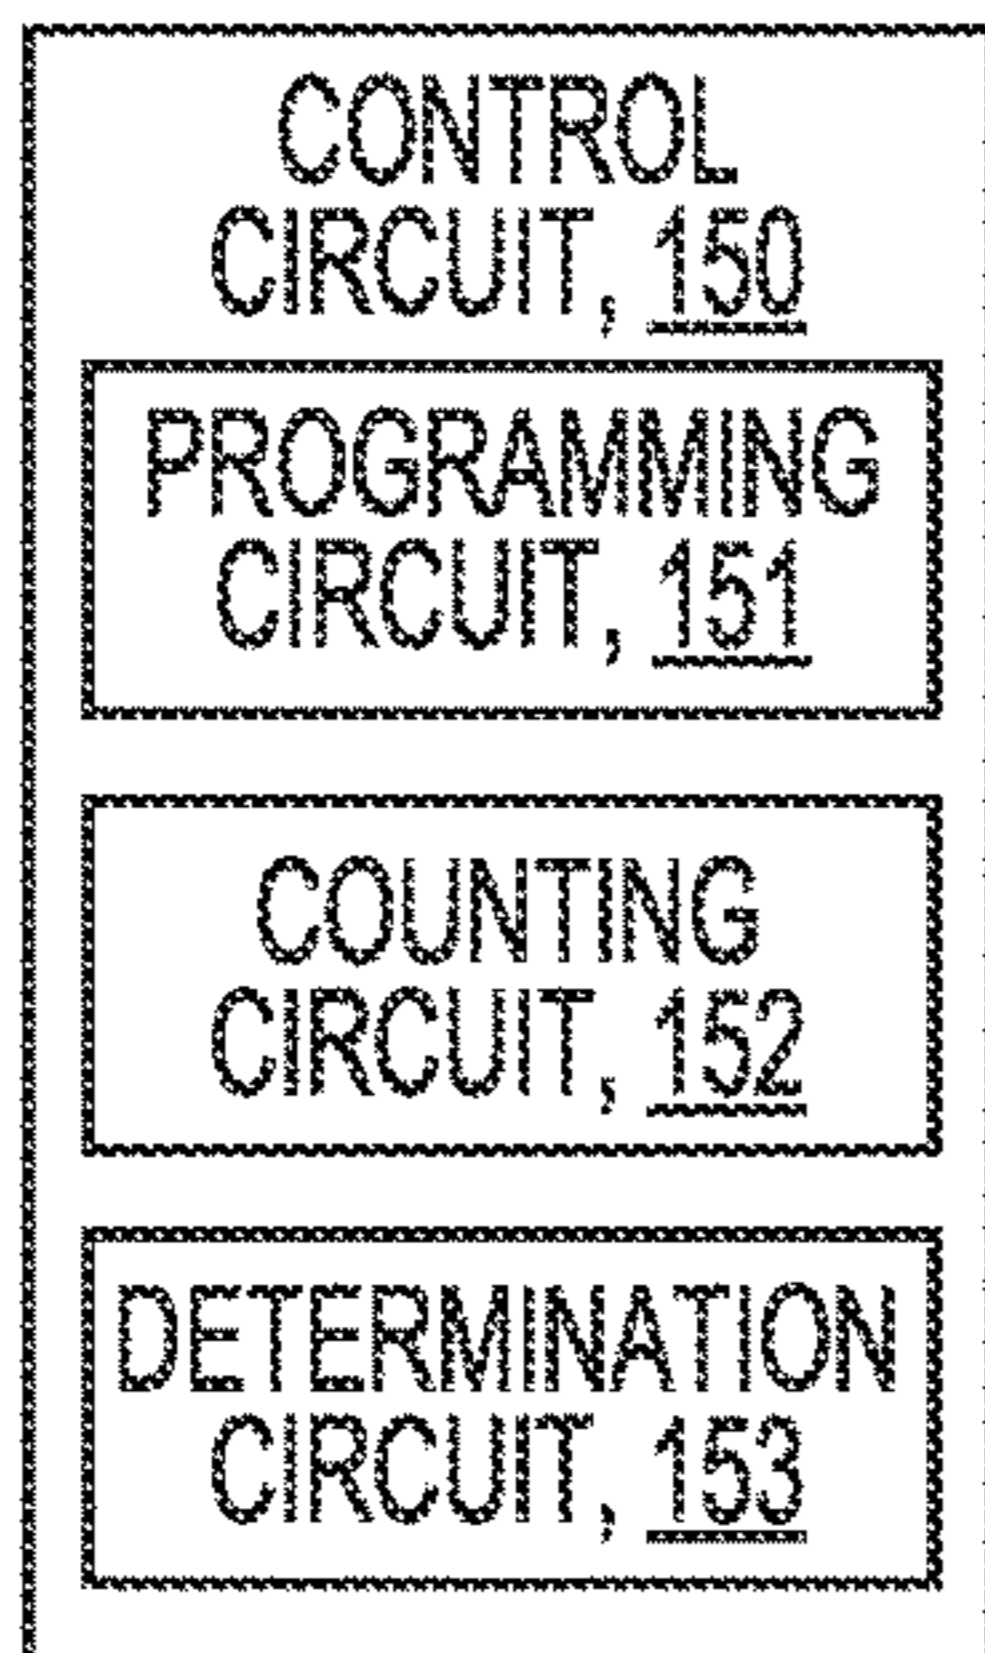 CONTROL
CIRCUIT, 150
PROGRAMMING
CIRCUIT, 151
COUNTING
CIRCUIT, 152
DETERMINATION
CIRCUIT, 153